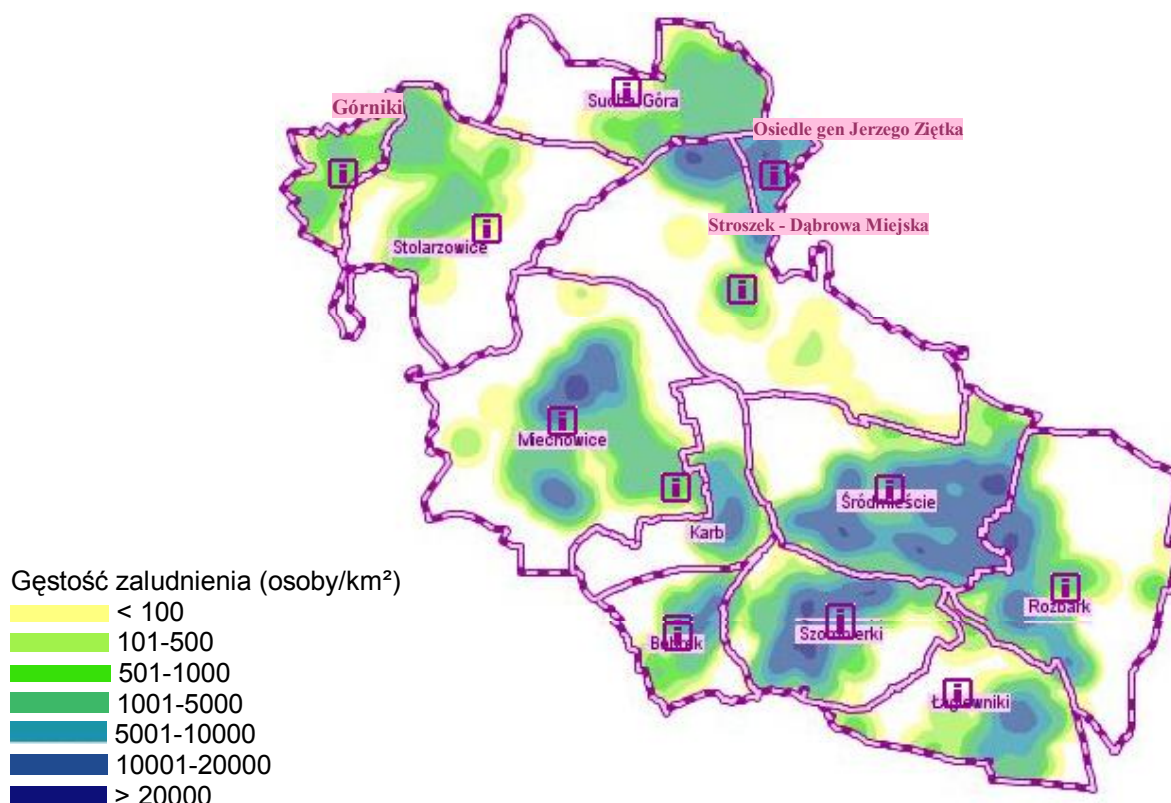 Górniki
Sucha Góra
Osiedle gen Jerzego Ziętka
Stroszek - Dąbrowa Miejska
Stolarzowice
Miechowice
Śródmieście
Karb
Rozbark
Bobrek
Szombierki
Łagiewniki
Gęstość zaludnienia (osoby/km²)
< 100
101-500
501-1000
1001-5000
5001-10000
10001-20000
> 20000